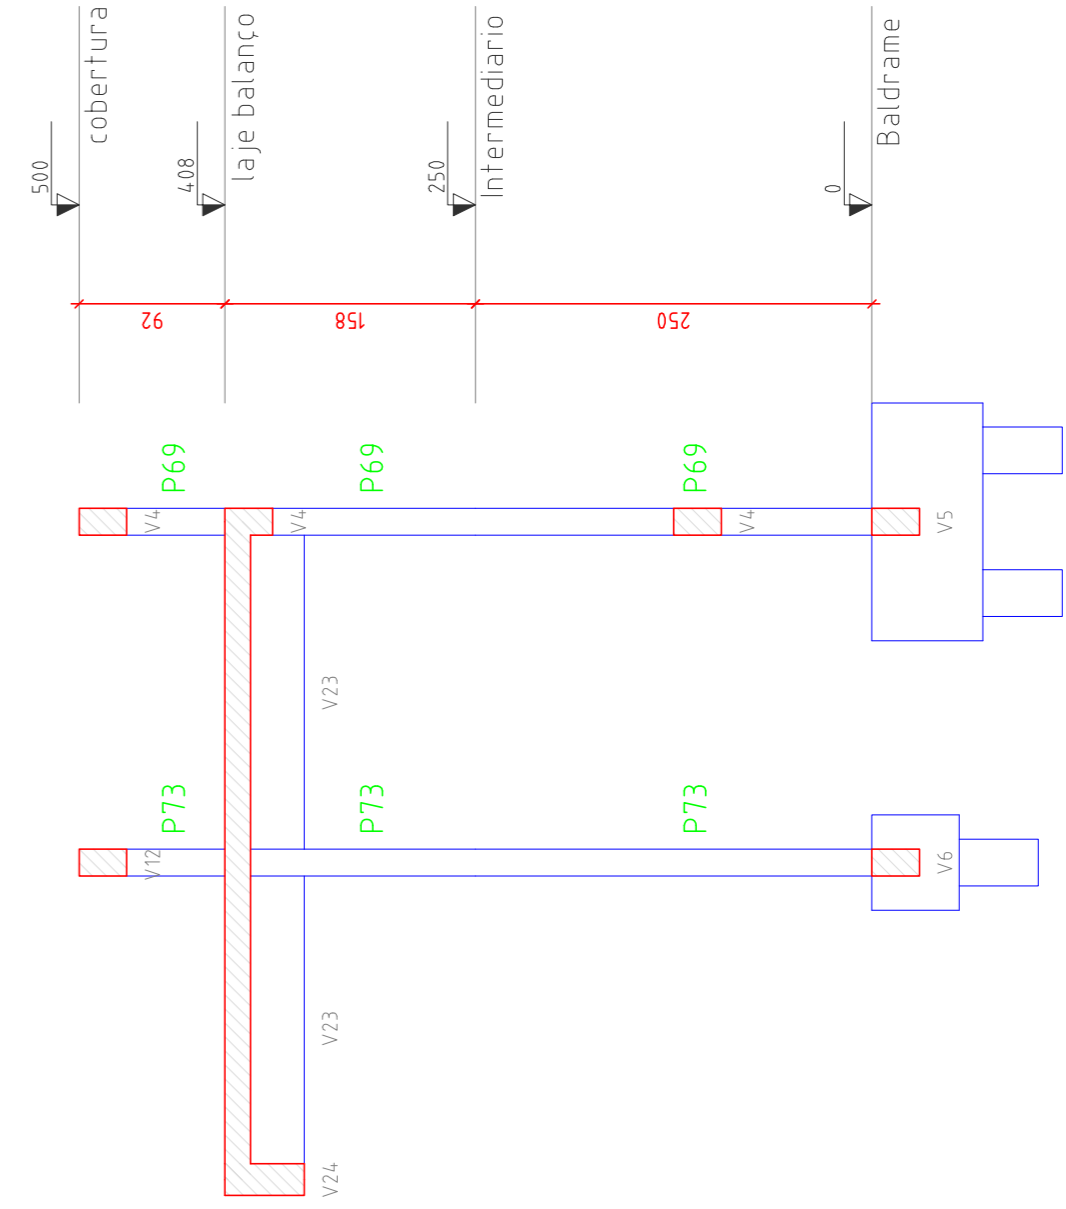 500
cobertura
408
laje balanço
250
Intermediario
0
Baldrame
92
158
250
P69
P69
P69
V4
V4
V4
V5
V23
P73
P73
P73
V12
V6
V23
V24